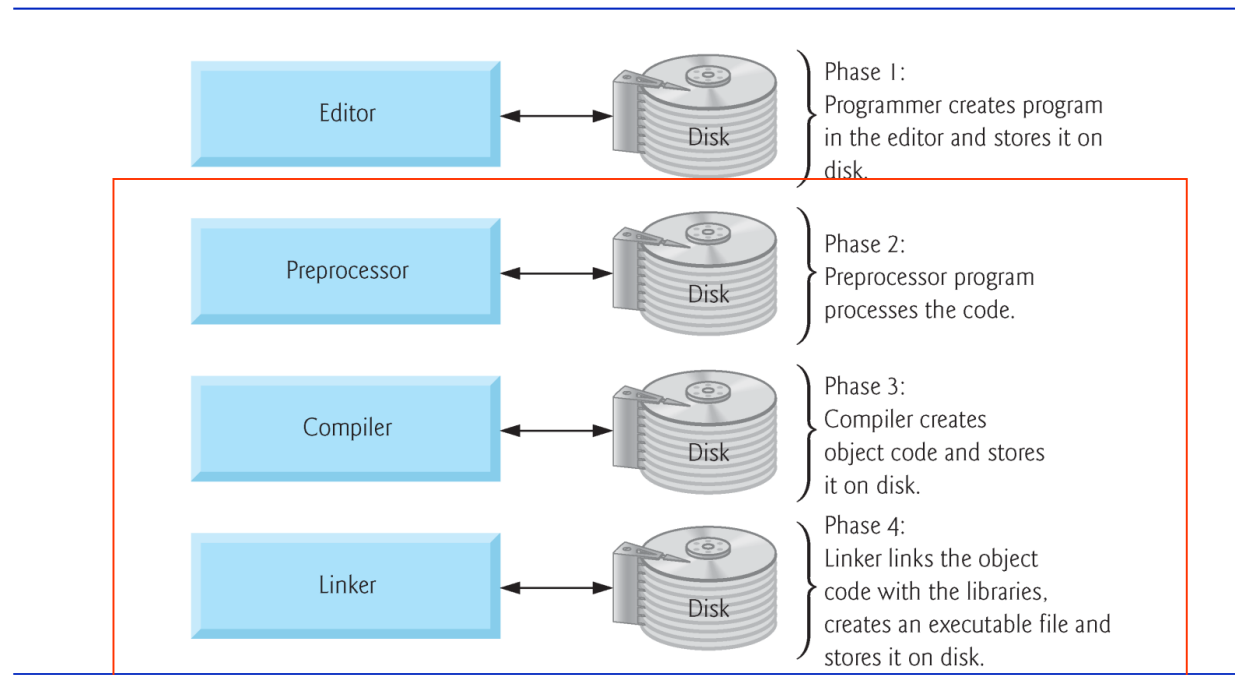 Editor
Disk
Phase 1:
Programmer creates program
in the editor and stores it on
disk.
Preprocessor
Disk
Phase 2:
Preprocessor program
processes the code.
Compiler
Disk
Phase 3:
Compiler creates
object code and stores
it on disk.
Linker
Disk
Phase 4:
Linker links the object
code with the libraries,
creates an executable file and
stores it on disk.